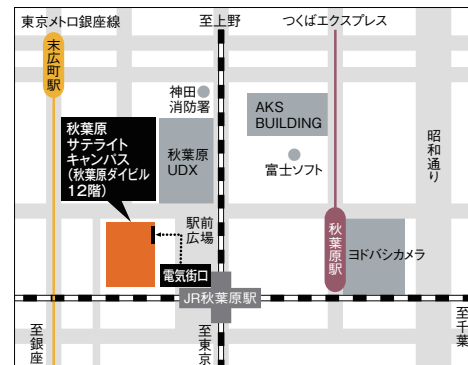 東京メトロ銀座線
至上野
つくばエクスプレス
末広町駅
神田
消防署
AKS
BUILDING
昭和通り
秋葉原
サテライト
キャンパス
(秋葉原ダイビル
12階)
秋葉原
UDX
富士ソフト
駅前
広場
秋葉原駅
ヨドバシカメラ
電気街口
JR秋葉原駅
至銀座
至東京
至千葉